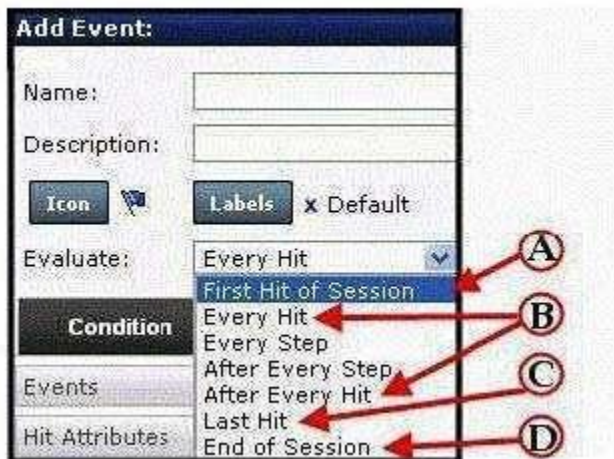 Add Event:
Name:
Description:
Icon Labels x Default
Evaluate: Every Hit
First Hit of Session
Every Hit
Every Step
After Every Step
After Every Hit
Last Hit
End of Session
Condition
Events
Hit Attributes
A
B
C
D